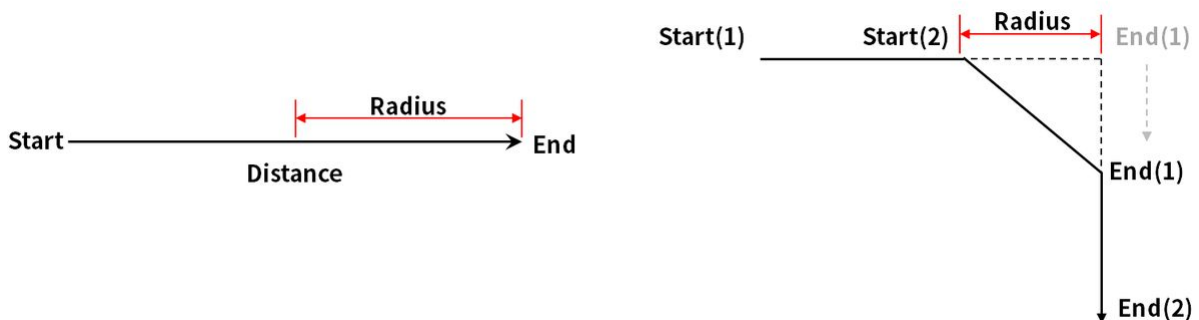 Radius
Start
End
Distance
Start(1)
Start(2)
Radius
End(1)
End(1)
End(2)